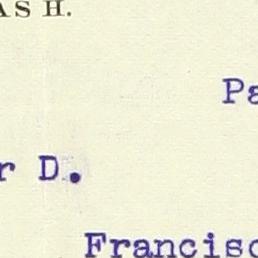 AS H.
Pa
r D.
Francisc